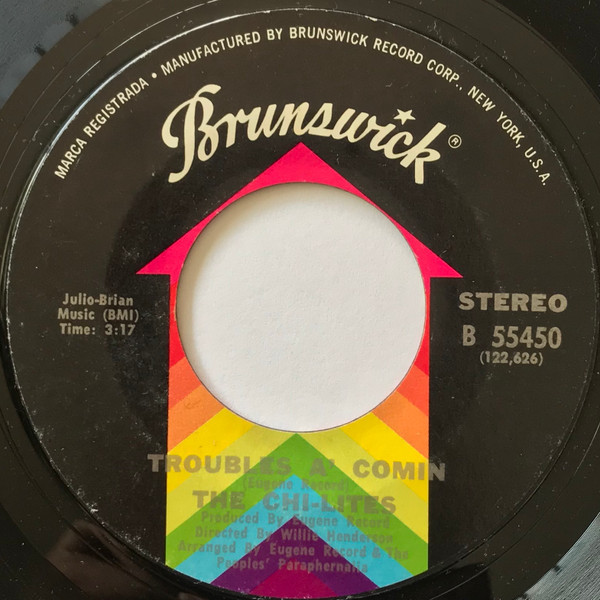 MARCA REGISTRADA • MANUFACTURED BY BRUNSWICK RECORD CORP., NEW YORK, U.S.A.
Brunswick®
Julio-Brian
Music (BMI)
Time: 3:17
STEREO
B 55450
(122,626)
TROUBLES A' COMIN
(Eugene Record)
THE CHI-LITES
Produced By Eugene Record
Directed By Willie Henderson
Arranged By Eugene Record & The
Peoples' Paraphernalia